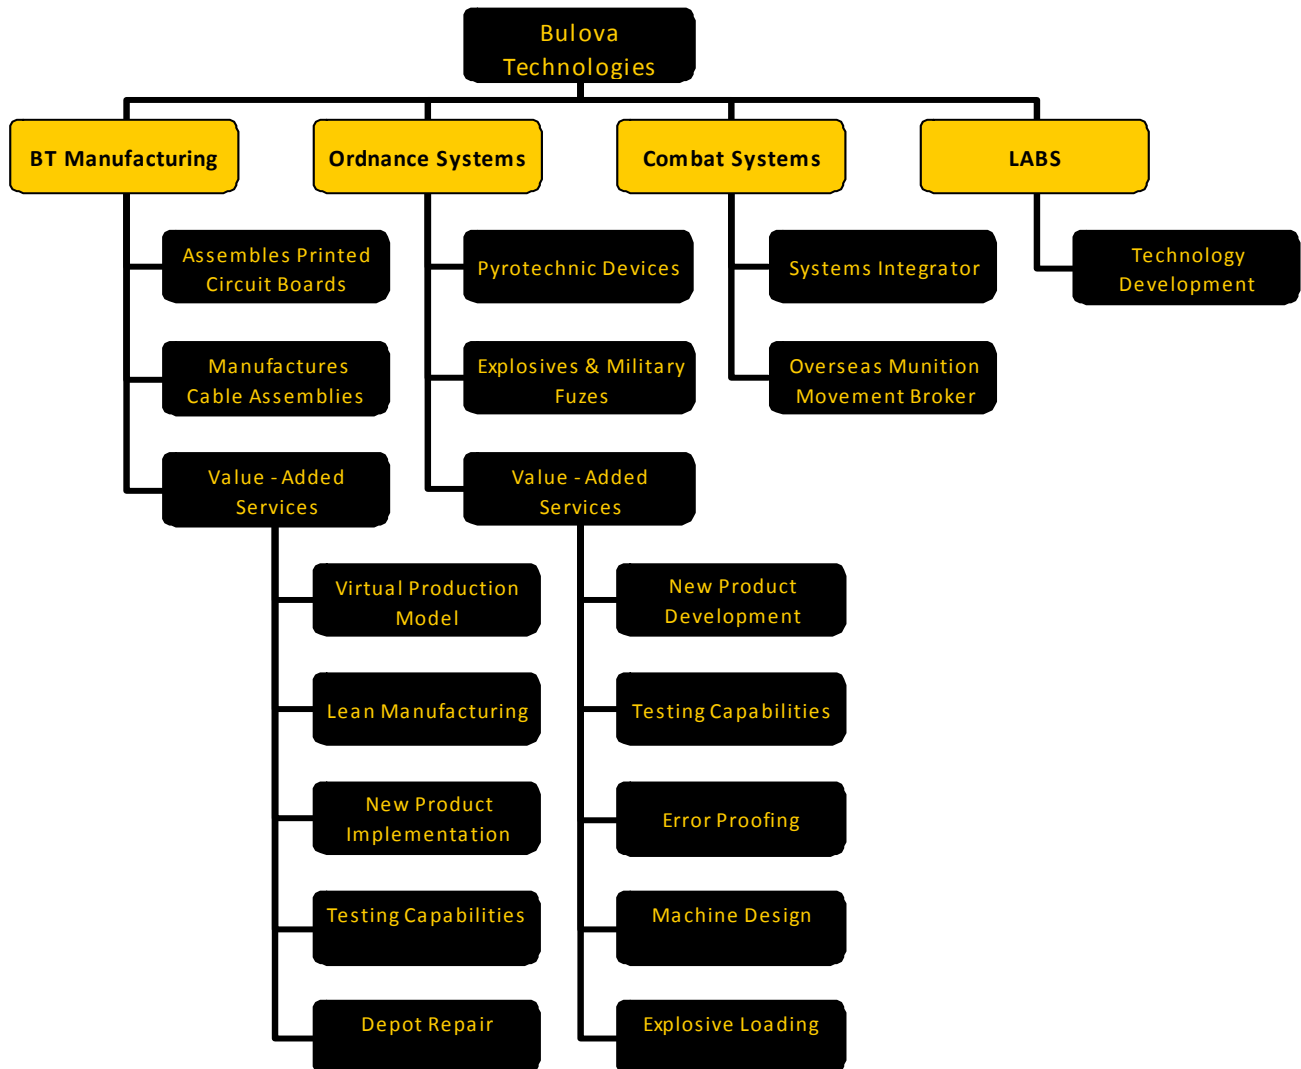 Bulova
Technologies
BT Manufacturing
Ordnance Systems
Combat Systems
LABS
Assembles Printed
Circuit Boards
Pyrotechnic Devices
Systems Integrator
Technology
Development
Manufactures
Cable Assemblies
Explosives & Military
Fuzes
Overseas Munition
Movement Broker
Value - Added
Services
Value - Added
Services
Virtual Production
Model
New Product
Development
Lean Manufacturing
Testing Capabilities
New Product
Implementation
Error Proofing
Testing Capabilities
Machine Design
Depot Repair
Explosive Loading